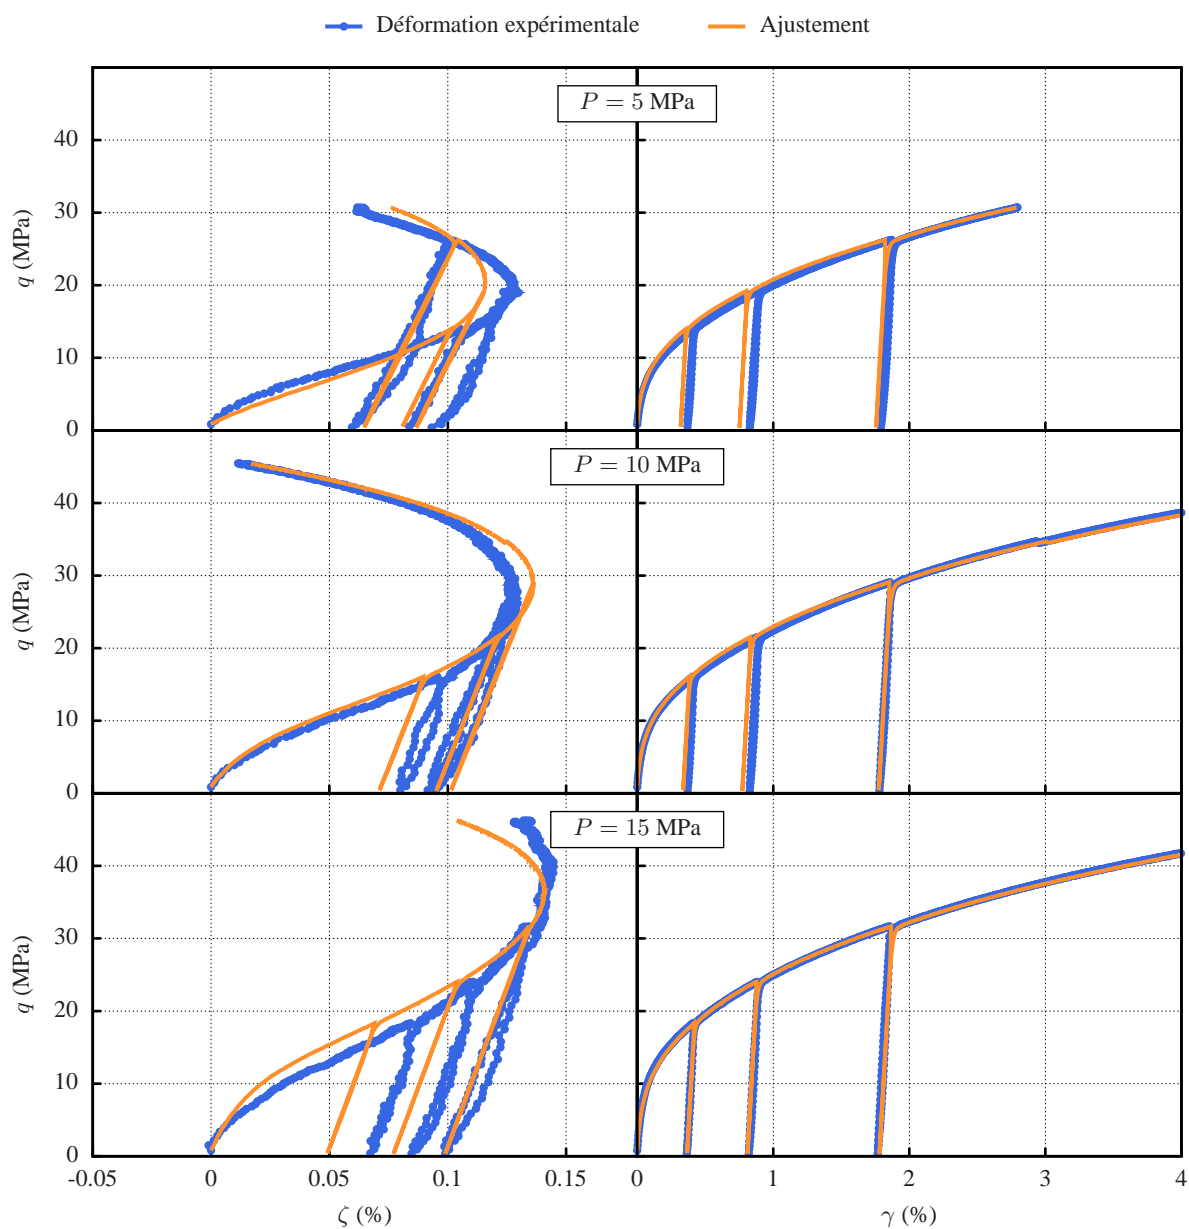 Déformation expérimentale Ajustement
P = 5 MPa
40
30
20
10
0
q (MPa)
P = 10 MPa
40
30
20
10
0
q (MPa)
P = 15 MPa
40
30
20
10
0
q (MPa)
-0.05 0 0.05 0.1 0.15 0 1 2 3 4
ζ (%) γ (%)